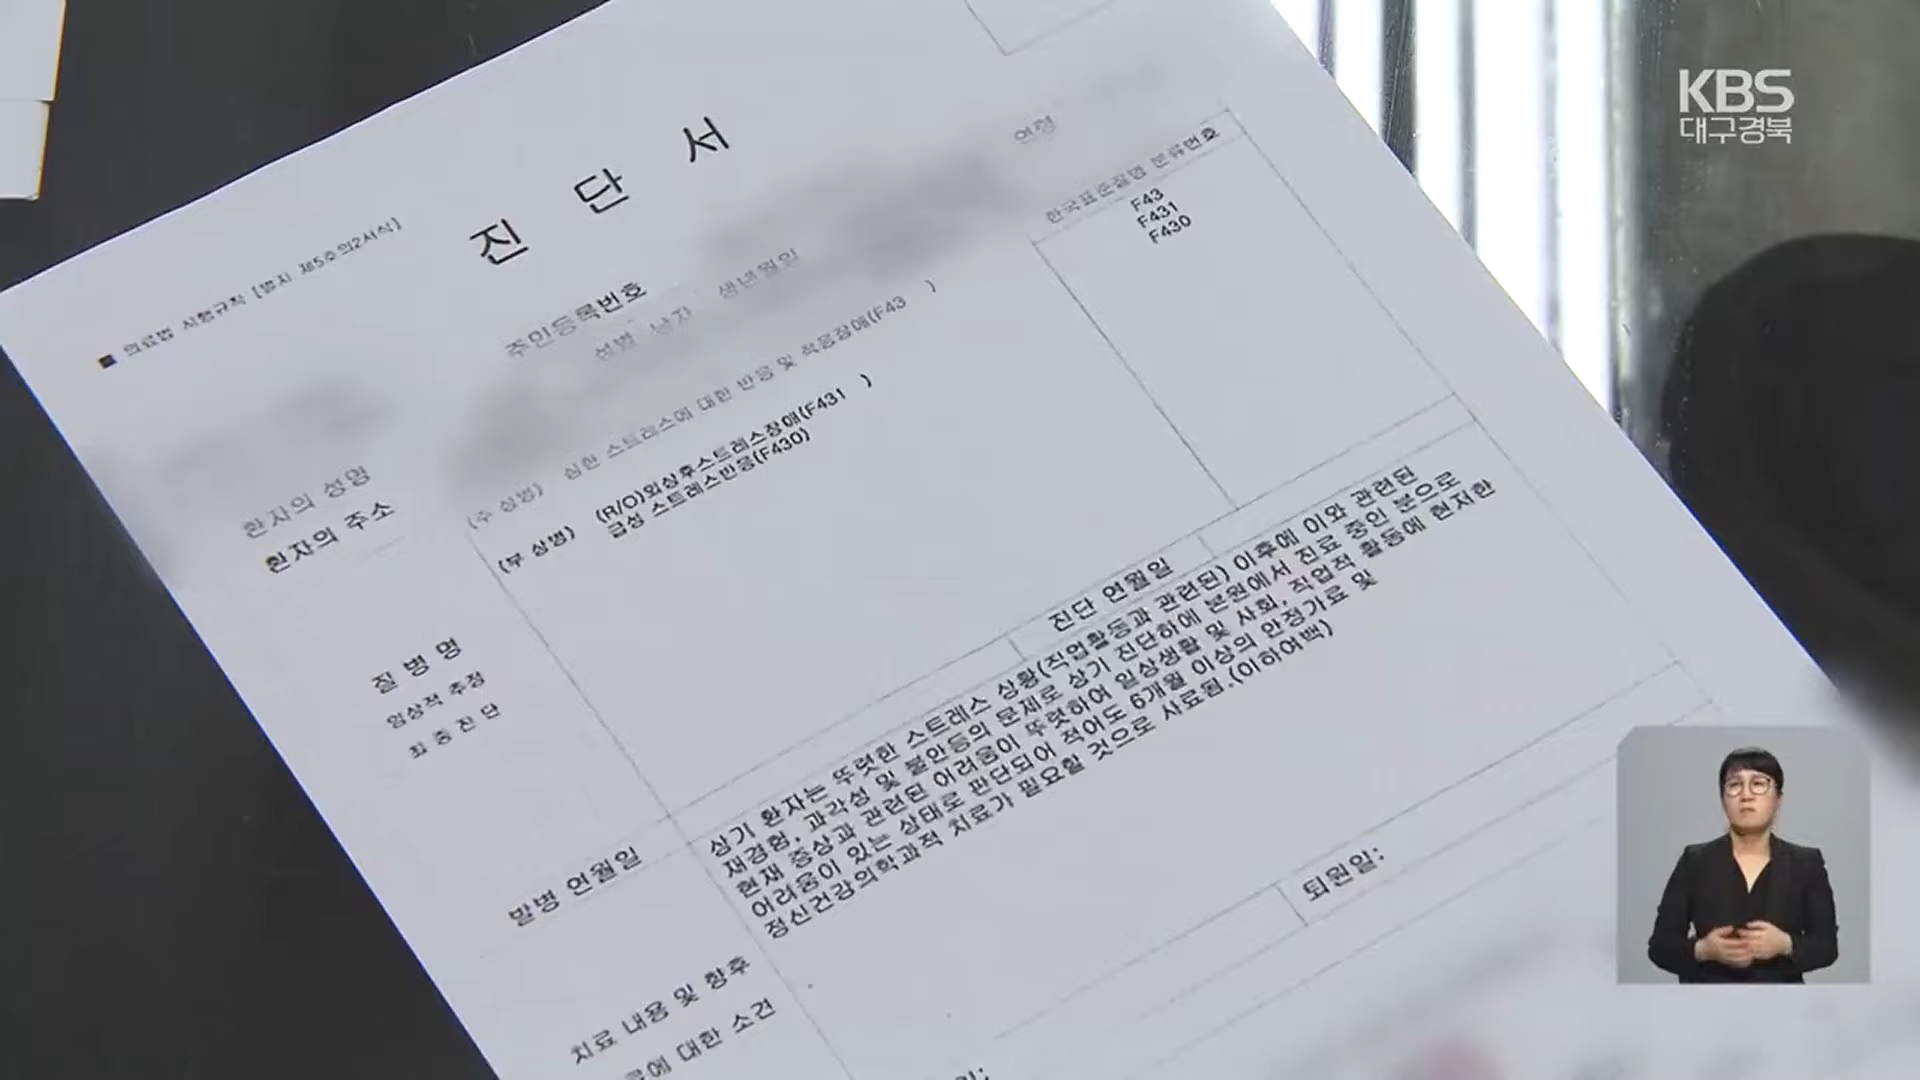 KBS
대구경북
■ 의료법 시행규칙 [별지 제5호의2서식]
진 단 서
연령
주민등록번호
성별 남자 생년월일
환자의 성명
환자의 주소
한국표준질병 분류번호
(주 상병) 심한 스트레스에 대한 반응 및 적응장애(F43 )
F43
(부 상병) (R/O)외상후스트레스장애(F431 )
F431
급성 스트레스반응(F430)
F430
질 병 명
임상적 추정
최 종 진 단
발병 연월일
진단 연월일
상기 환자는 뚜렷한 스트레스 상황(직업활동과 관련된) 이후에 이와 관련된
재경험, 과각성 및 불안등의 문제로 상기 진단하에 본원에서 진료 중인 분으로
현재 증상과 관련된 어려움이 뚜렷하여 일상생활 및 사회, 직업적 활동에 현저한
어려움이 있는 상태로 판단되어 적어도 6개월 이상의 안정가료 및
정신건강의학과적 치료가 필요할 것으로 사료됨.(이하여백)
치료 내용 및 향후
료에 대한 소견
퇴원일: